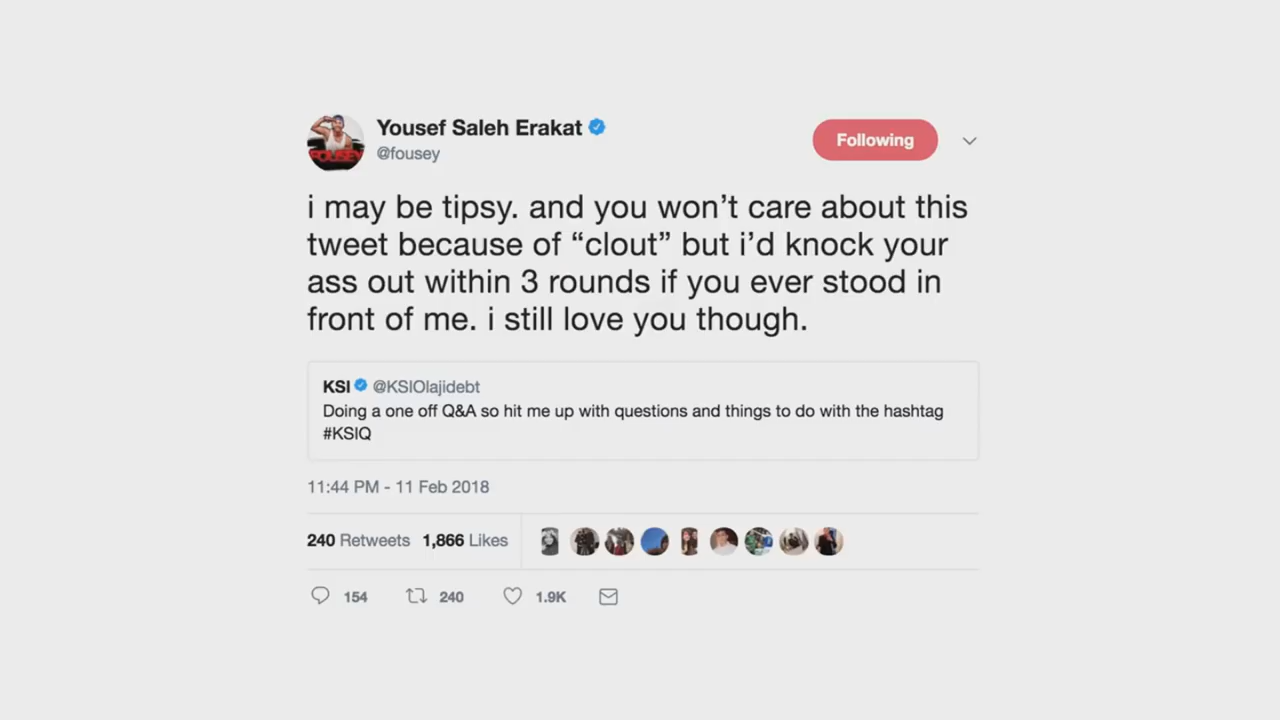 Yousef Saleh Erakat
@fousey
Following
i may be tipsy. and you won’t care about this
tweet because of “clout” but i’d knock your
ass out within 3 rounds if you ever stood in
front of me. i still love you though.
KSI @KSIOlajidebt
Doing a one off Q&A so hit me up with questions and things to do with the hashtag
#KSIQ
11:44 PM - 11 Feb 2018
240 Retweets 1,866 Likes
154 240 1.9K